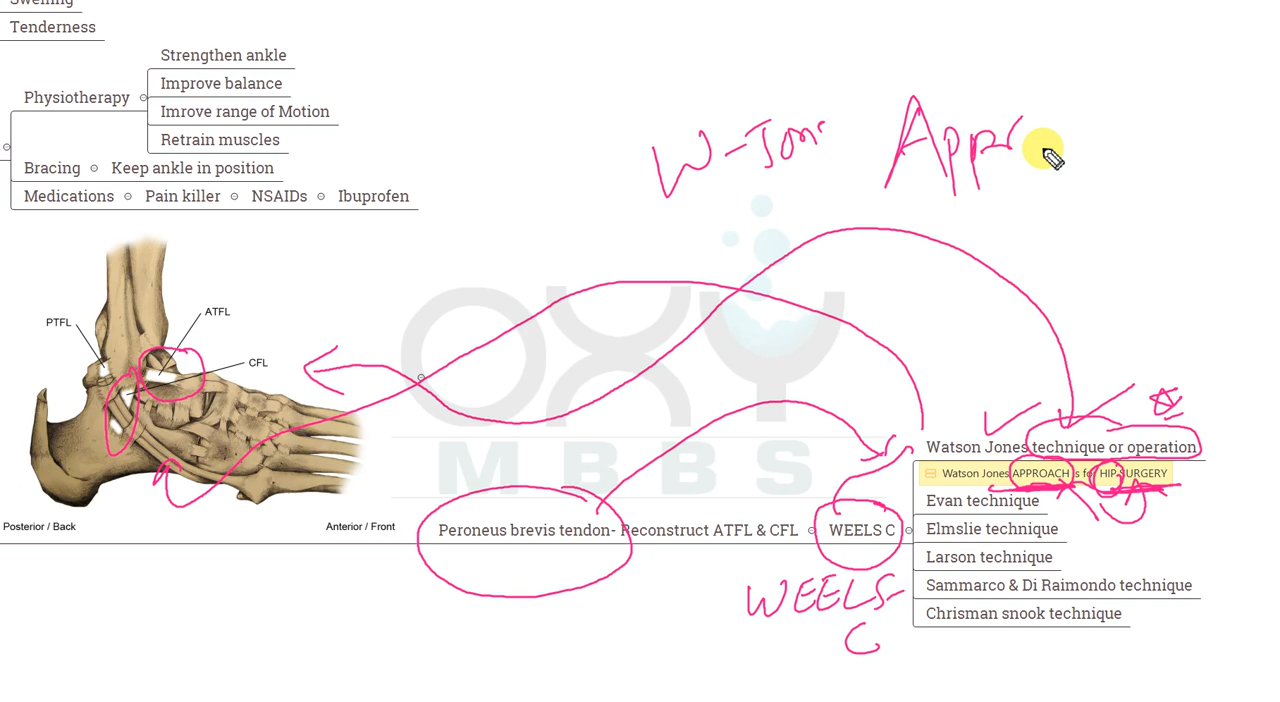 Swelling
Tenderness
Strengthen ankle
Improve balance
Physiotherapy
Imrove range of Motion
Retrain muscles
Bracing Keep ankle in position
Medications Pain killer NSAIDs Ibuprofen
W-Jon Appr
ATFL
PTFL
CFL
OXY
MBBS
Watson Jones technique or operation
Watson Jones APPROACH is for HIP SURGERY
Evan technique
Posterior / Back Anterior / Front
Peroneus brevis tendon- Reconstruct ATFL & CFL WEELS C Elmslie technique
Larson technique
WEELS-
C
Sammarco & Di Raimondo technique
Chrisman snook technique